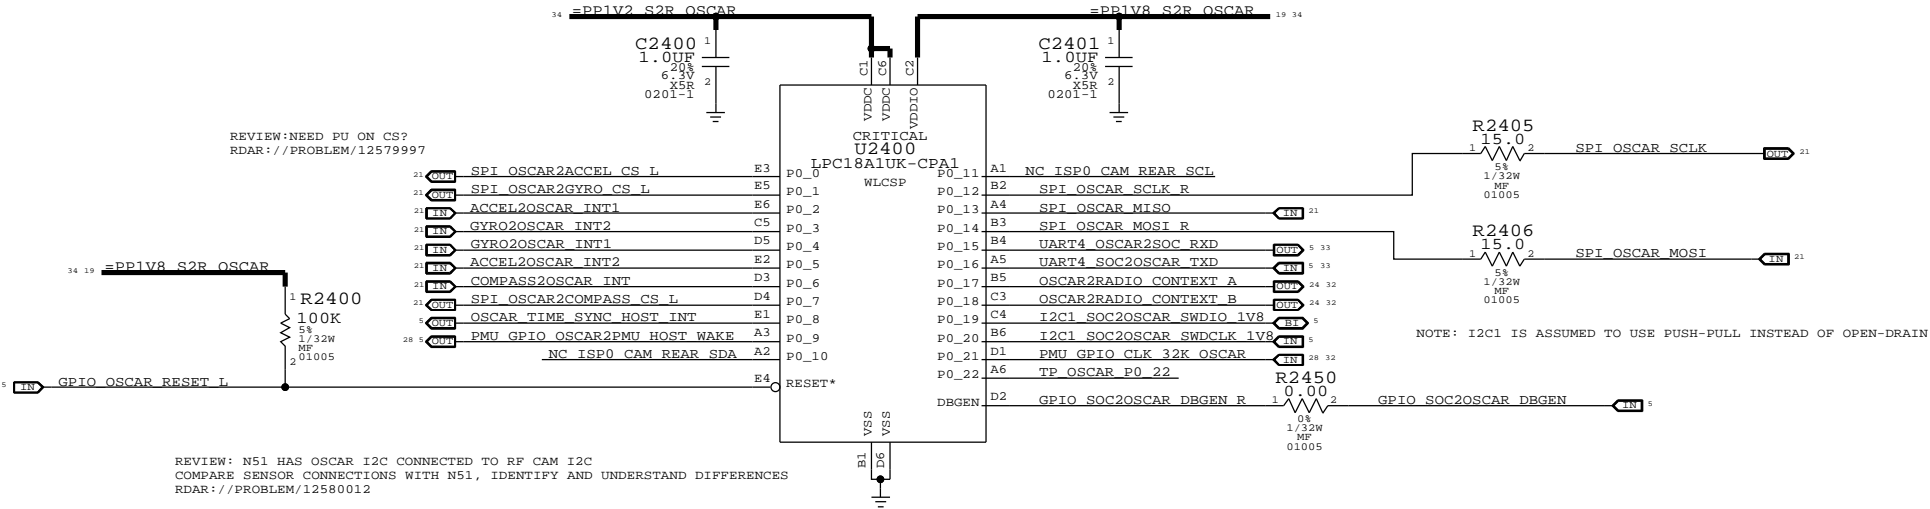 34 =PP1V2_S2R_OSCAR
=PP1V8_S2R_OSCAR 19 34
C2400 1
1.0UF
20%
6.3V
X5R 2
0201-1
C2401 1
1.0UF
20%
6.3V
X5R 2
0201-1
C1 C6 C2
VDDC VDDC VDDIO
CRITICAL
U2400
LPC18A1UK-CPA1
WLCSP
REVIEW:NEED PU ON CS?
RDAR://PROBLEM/12579997
21 OUT SPI_OSCAR2ACCEL_CS_L E3 P0_0
21 OUT SPI_OSCAR2GYRO_CS_L E5 P0_1
21 IN ACCEL2OSCAR_INT1 E6 P0_2
21 IN GYRO2OSCAR_INT2 C5 P0_3
21 IN GYRO2OSCAR_INT1 D5 P0_4
21 IN ACCEL2OSCAR_INT2 E2 P0_5
21 IN COMPASS2OSCAR_INT D3 P0_6
21 OUT SPI_OSCAR2COMPASS_CS_L D4 P0_7
5 OUT OSCAR_TIME_SYNC_HOST_INT E1 P0_8
28 5 OUT PMU_GPIO_OSCAR2PMU_HOST_WAKE A3 P0_9
NC_ISP0_CAM_REAR_SDA A2 P0_10
5 IN GPIO_OSCAR_RESET_L E4 RESET*
34 19 =PP1V8_S2R_OSCAR
1 R2400
100K
5%
1/32W
MF
2 01005
P0_11 A1 NC_ISP0_CAM_REAR_SCL
P0_12 B2 SPI_OSCAR_SCLK_R
P0_13 A4 SPI_OSCAR_MISO IN 21
P0_14 B3 SPI_OSCAR_MOSI_R
P0_15 B4 UART4_OSCAR2SOC_RXD OUT 5 33
P0_16 A5 UART4_SOC2OSCAR_TXD IN 5 33
P0_17 B5 OSCAR2RADIO_CONTEXT_A OUT 24 32
P0_18 C3 OSCAR2RADIO_CONTEXT_B OUT 24 32
P0_19 C4 I2C1_SOC2OSCAR_SWDIO_1V8 BI 5
P0_20 B6 I2C1_SOC2OSCAR_SWDCLK_1V8 IN 5
P0_21 D1 PMU_GPIO_CLK_32K_OSCAR IN 28 32
P0_22 A6 TP_OSCAR_P0_22
DBGEN D2 GPIO_SOC2OSCAR_DBGEN_R
R2450
0.00
1 2 GPIO_SOC2OSCAR_DBGEN IN 5
0%
1/32W
MF
01005
R2405
15.0
1 2 SPI_OSCAR_SCLK OUT 21
5%
1/32W
MF
01005
R2406
15.0
1 2 SPI_OSCAR_MOSI IN 21
5%
1/32W
MF
01005
NOTE: I2C1 IS ASSUMED TO USE PUSH-PULL INSTEAD OF OPEN-DRAIN
VSS VSS
B1 D6
REVIEW: N51 HAS OSCAR I2C CONNECTED TO RF CAM I2C
COMPARE SENSOR CONNECTIONS WITH N51, IDENTIFY AND UNDERSTAND DIFFERENCES
RDAR://PROBLEM/12580012